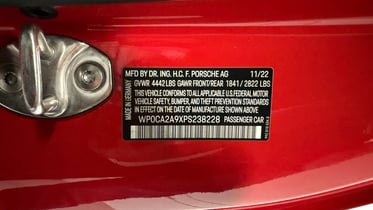 MFD BY DR. ING. H.C. F. PORSCHE AG 11/22
GVWR 4442 LBS GAWR FRONT/REAR 1841 / 2822 LBS
THIS VEHICLE CONFORMS TO ALL APPLICABLE U.S. FEDERAL MOTOR
VEHICLE SAFETY, BUMPER, AND THEFT PREVENTION STANDARDS
IN EFFECT ON THE DATE OF MANUFACTURE SHOWN ABOVE.
WP0CA2A9XPS238228 PASSENGER CAR
MADE IN GERMANY